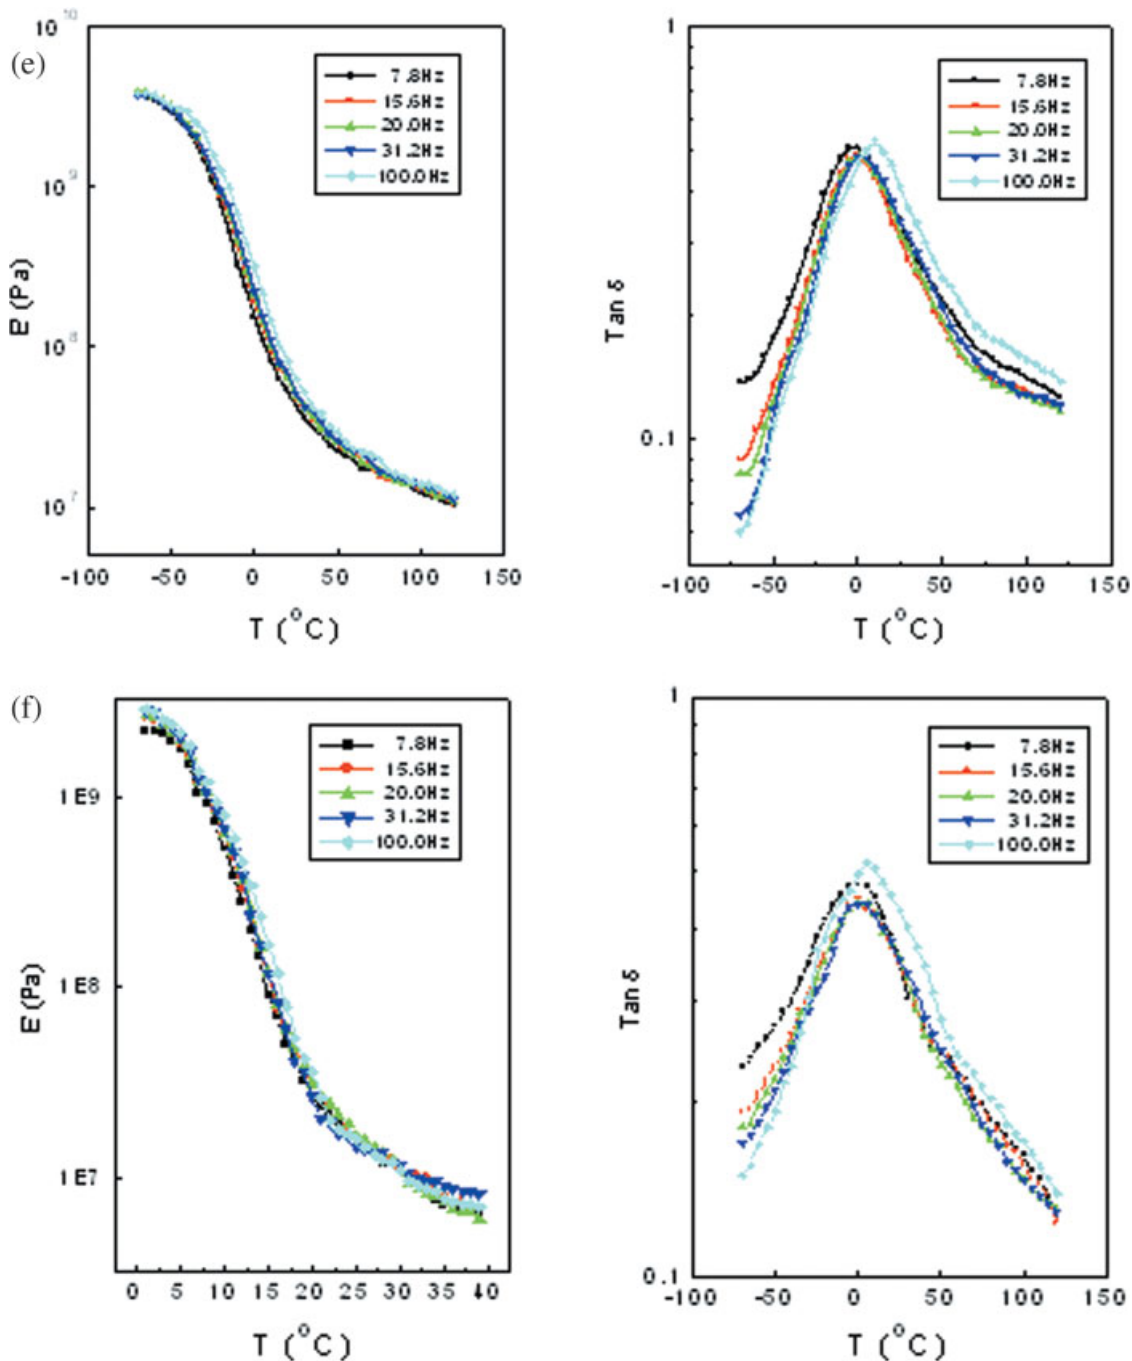 (e)
10^10
10^9
10^8
10^7
E'(Pa)
7.8Hz
15.6Hz
20.0Hz
31.2Hz
100.0Hz
-100 -50 0 50 100 150
T (°C)
1
0.1
Tan δ
7.8Hz
15.6Hz
20.0Hz
31.2Hz
100.0Hz
-100 -50 0 50 100 150
T (°C)
(f)
1E9
1E8
1E7
E'(Pa)
7.8Hz
15.6Hz
20.0Hz
31.2Hz
100.0Hz
0 5 10 15 20 25 30 35 40
T (°C)
1
0.1
Tan δ
7.8Hz
15.6Hz
20.0Hz
31.2Hz
100.0Hz
-100 -50 0 50 100 150
T (°C)